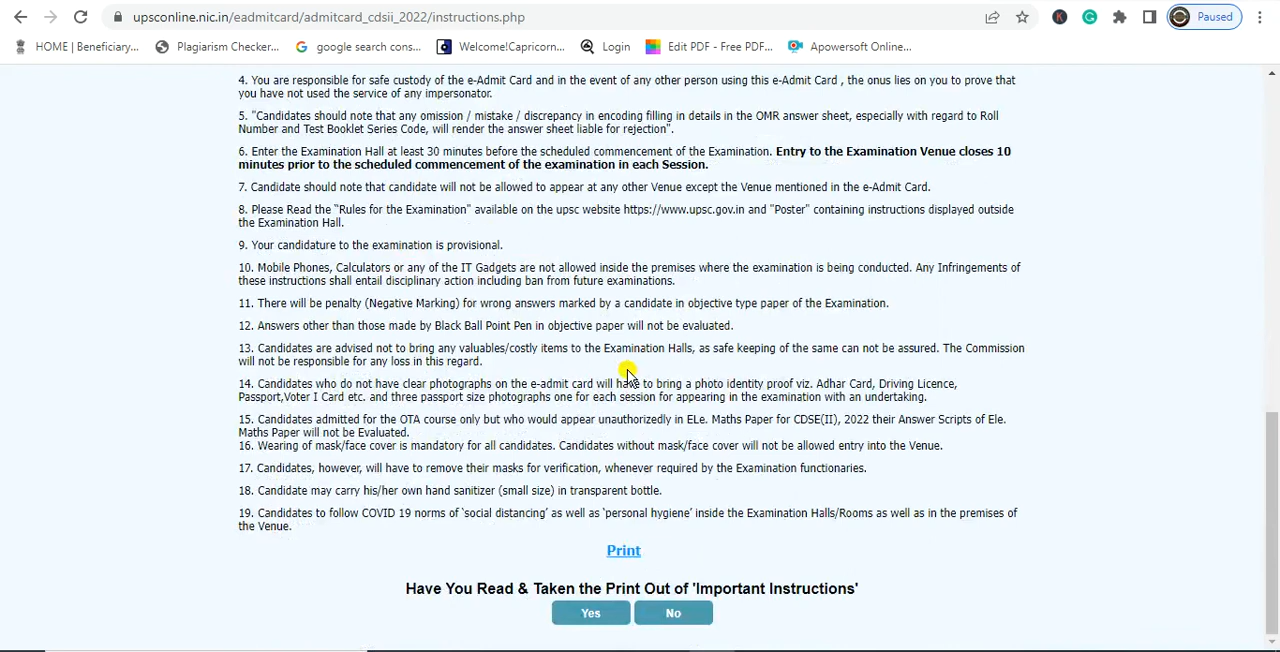 upsconline.nic.in/eadmitcard/admitcard_cdsii_2022/instructions.php
K
G
Paused
HOME | Beneficiary... Plagiarism Checker... google search cons... Welcome!Capricorn... Login Edit PDF - Free PDF... Apowersoft Online...
4. You are responsible for safe custody of the e-Admit Card and in the event of any other person using this e-Admit Card , the onus lies on you to prove that
you have not used the service of any impersonator.
5. "Candidates should note that any omission / mistake / discrepancy in encoding filling in details in the OMR answer sheet, especially with regard to Roll
Number and Test Booklet Series Code, will render the answer sheet liable for rejection".
6. Enter the Examination Hall at least 30 minutes before the scheduled commencement of the Examination. Entry to the Examination Venue closes 10
minutes prior to the scheduled commencement of the examination in each Session.
7. Candidate should note that candidate will not be allowed to appear at any other Venue except the Venue mentioned in the e-Admit Card.
8. Please Read the "Rules for the Examination" available on the upsc website https://www.upsc.gov.in and "Poster" containing instructions displayed outside
the Examination Hall.
9. Your candidature to the examination is provisional.
10. Mobile Phones, Calculators or any of the IT Gadgets are not allowed inside the premises where the examination is being conducted. Any Infringements of
these instructions shall entail disciplinary action including ban from future examinations.
11. There will be penalty (Negative Marking) for wrong answers marked by a candidate in objective type paper of the Examination.
12. Answers other than those made by Black Ball Point Pen in objective paper will not be evaluated.
13. Candidates are advised not to bring any valuables/costly items to the Examination Halls, as safe keeping of the same can not be assured. The Commission
will not be responsible for any loss in this regard.
14. Candidates who do not have clear photographs on the e-admit card will have to bring a photo identity proof viz. Adhar Card, Driving Licence,
Passport,Voter I Card etc. and three passport size photographs one for each session for appearing in the examination with an undertaking.
15. Candidates admitted for the OTA course only but who would appear unauthorizedly in ELe. Maths Paper for CDSE(II), 2022 their Answer Scripts of Ele.
Maths Paper will not be Evaluated.
16. Wearing of mask/face cover is mandatory for all candidates. Candidates without mask/face cover will not be allowed entry into the Venue.
17. Candidates, however, will have to remove their masks for verification, whenever required by the Examination functionaries.
18. Candidate may carry his/her own hand sanitizer (small size) in transparent bottle.
19. Candidates to follow COVID 19 norms of 'social distancing' as well as 'personal hygiene' inside the Examination Halls/Rooms as well as in the premises of
the Venue.
Print
Have You Read & Taken the Print Out of 'Important Instructions'
Yes No